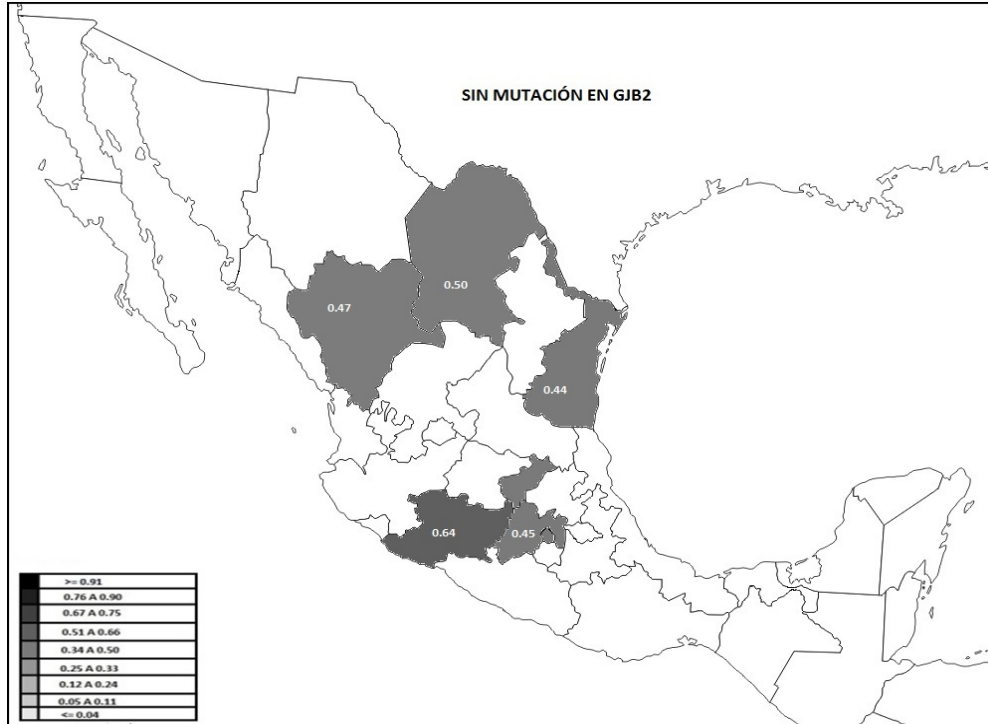 SIN MUTACIÓN EN GJB2
0.50
0.47
0.44
0.64
0.45
>= 0.91
0.76 A 0.90
0.67 A 0.75
0.51 A 0.66
0.34 A 0.50
0.25 A 0.33
0.12 A 0.24
0.05 A 0.11
<= 0.04